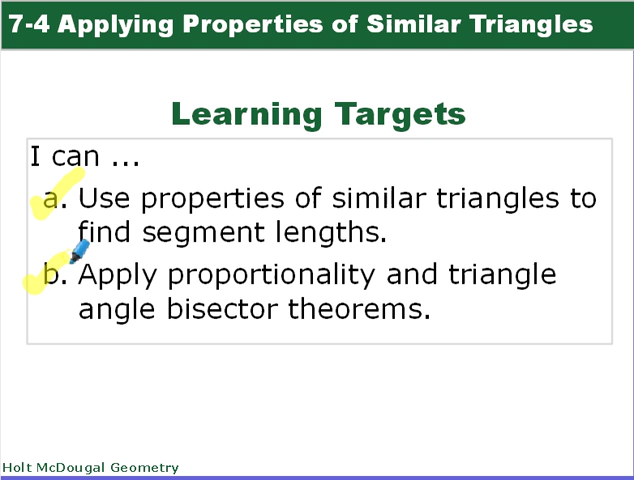 7-4 Applying Properties of Similar Triangles
Learning Targets
I can ...
a. Use properties of similar triangles to
find segment lengths.
b. Apply proportionality and triangle
angle bisector theorems.
Holt McDougal Geometry